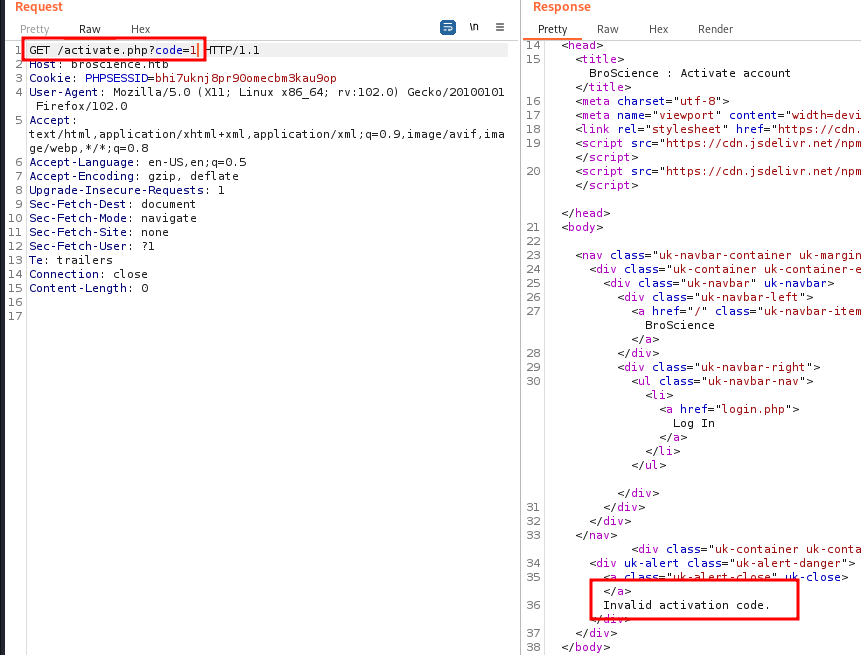 Request
Pretty Raw Hex
\n
1 GET /activate.php?code=1 HTTP/1.1
2 Host: broscience.htb
3 Cookie: PHPSESSID=bhi7uknj8pr90omecbm3kau9op
4 User-Agent: Mozilla/5.0 (X11; Linux x86_64; rv:102.0) Gecko/20100101
Firefox/102.0
5 Accept:
text/html,application/xhtml+xml,application/xml;q=0.9,image/avif,ima
ge/webp,*/*;q=0.8
6 Accept-Language: en-US,en;q=0.5
7 Accept-Encoding: gzip, deflate
8 Upgrade-Insecure-Requests: 1
9 Sec-Fetch-Dest: document
10 Sec-Fetch-Mode: navigate
11 Sec-Fetch-Site: none
12 Sec-Fetch-User: ?1
13 Te: trailers
14 Connection: close
15 Content-Length: 0
16
17
Response
Pretty Raw Hex Render
14 <head>
15 <title>
BroScience : Activate account
</title>
16 <meta charset="utf-8">
17 <meta name="viewport" content="width=devi
18 <link rel="stylesheet" href="https://cdn.
19 <script src="https://cdn.jsdelivr.net/npm
</script>
20 <script src="https://cdn.jsdelivr.net/npm
</script>
</head>
21 <body>
22
23 <nav class="uk-navbar-container uk-margin
24 <div class="uk-container uk-container-e
25 <div class="uk-navbar" uk-navbar>
26 <div class="uk-navbar-left">
27 <a href="/" class="uk-navbar-item
BroScience
</a>
28 </div>
29 <div class="uk-navbar-right">
30 <ul class="uk-navbar-nav">
<li>
<a href="login.php">
Log In
</a>
</li>
</ul>
</div>
31 </div>
32 </div>
33 </nav>
<div class="uk-container uk-conta
34 <div uk-alert class="uk-alert-danger">
35 <a class="uk-alert-close" uk-close>
</a>
36 Invalid activation code.
</div>
37 </div>
38 </body>